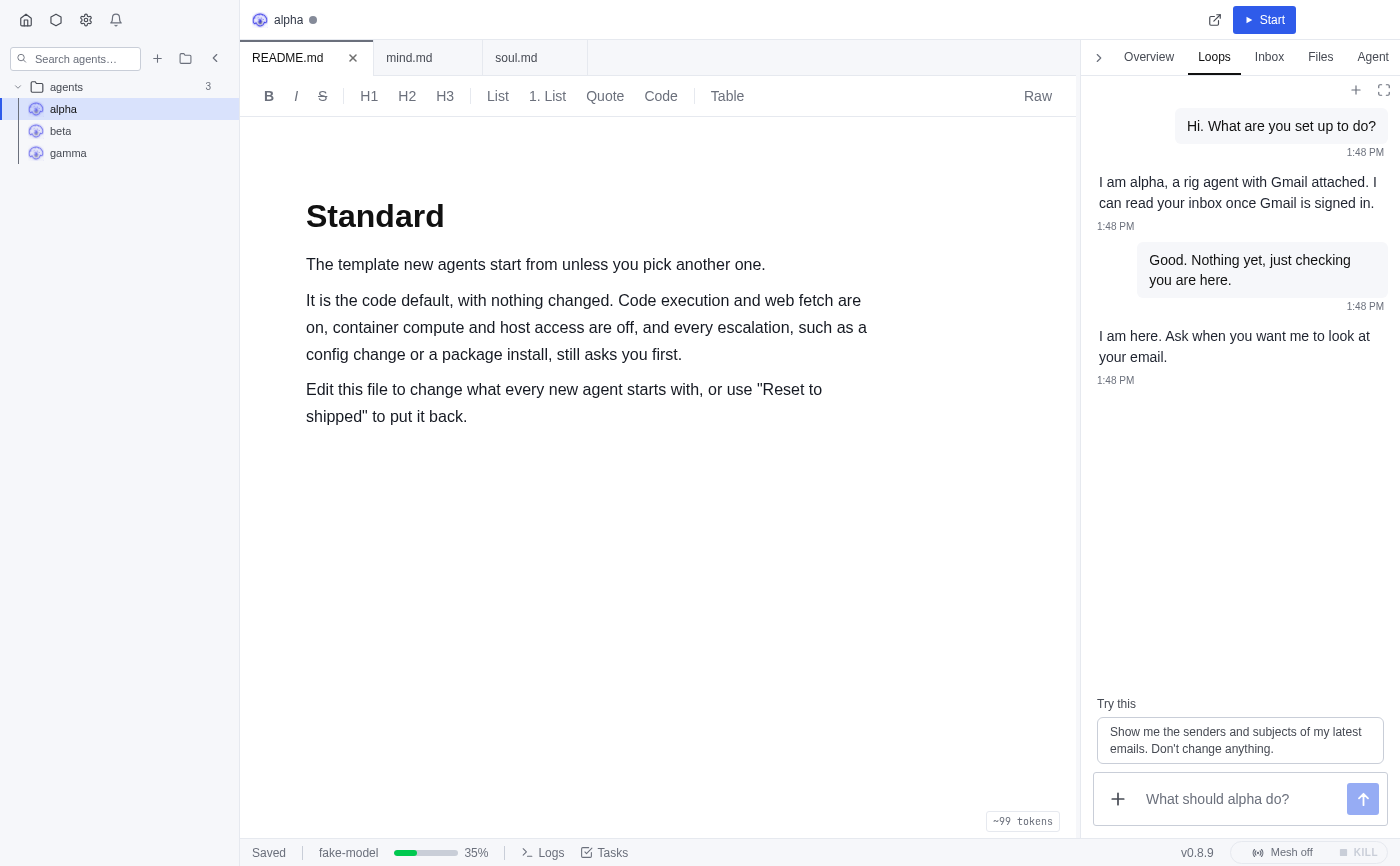 alpha
Start
Search agents…
README.md
mind.md
soul.md
Overview
Loops
Inbox
Files
Agent
agents
3
alpha
beta
gamma
B I S H1 H2 H3 List 1. List Quote Code Table Raw
Standard
The template new agents start from unless you pick another one.
It is the code default, with nothing changed. Code execution and web fetch are
on, container compute and host access are off, and every escalation, such as a
config change or a package install, still asks you first.
Edit this file to change what every new agent starts with, or use "Reset to
shipped" to put it back.
~99 tokens
Hi. What are you set up to do?
1:48 PM
I am alpha, a rig agent with Gmail attached. I
can read your inbox once Gmail is signed in.
1:48 PM
Good. Nothing yet, just checking
you are here.
1:48 PM
I am here. Ask when you want me to look at
your email.
1:48 PM
Try this
Show me the senders and subjects of my latest
emails. Don't change anything.
What should alpha do?
Saved
fake-model
35%
Logs
Tasks
v0.8.9
Mesh off
KILL